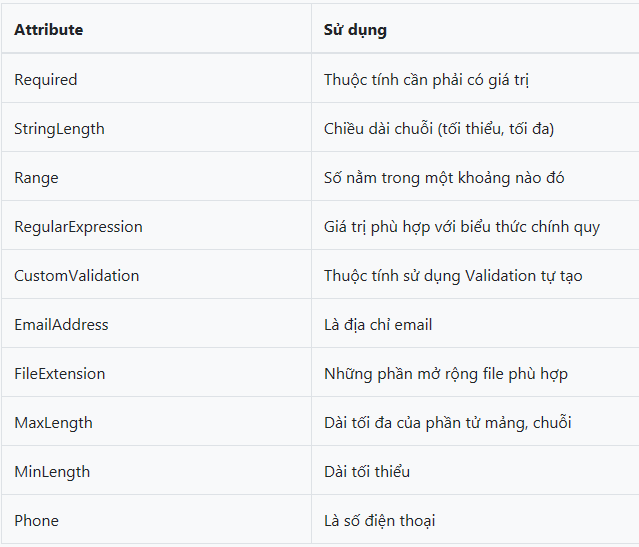 Attribute Sử dụng
Required Thuộc tính cần phải có giá trị
StringLength Chiều dài chuỗi (tối thiểu, tối đa)
Range Số nằm trong một khoảng nào đó
RegularExpression Giá trị phù hợp với biểu thức chính quy
CustomValidation Thuộc tính sử dụng Validation tự tạo
EmailAddress Là địa chỉ email
FileExtension Những phần mở rộng file phù hợp
MaxLength Dài tối đa của phần tử mảng, chuỗi
MinLength Dài tối thiểu
Phone Là số điện thoại